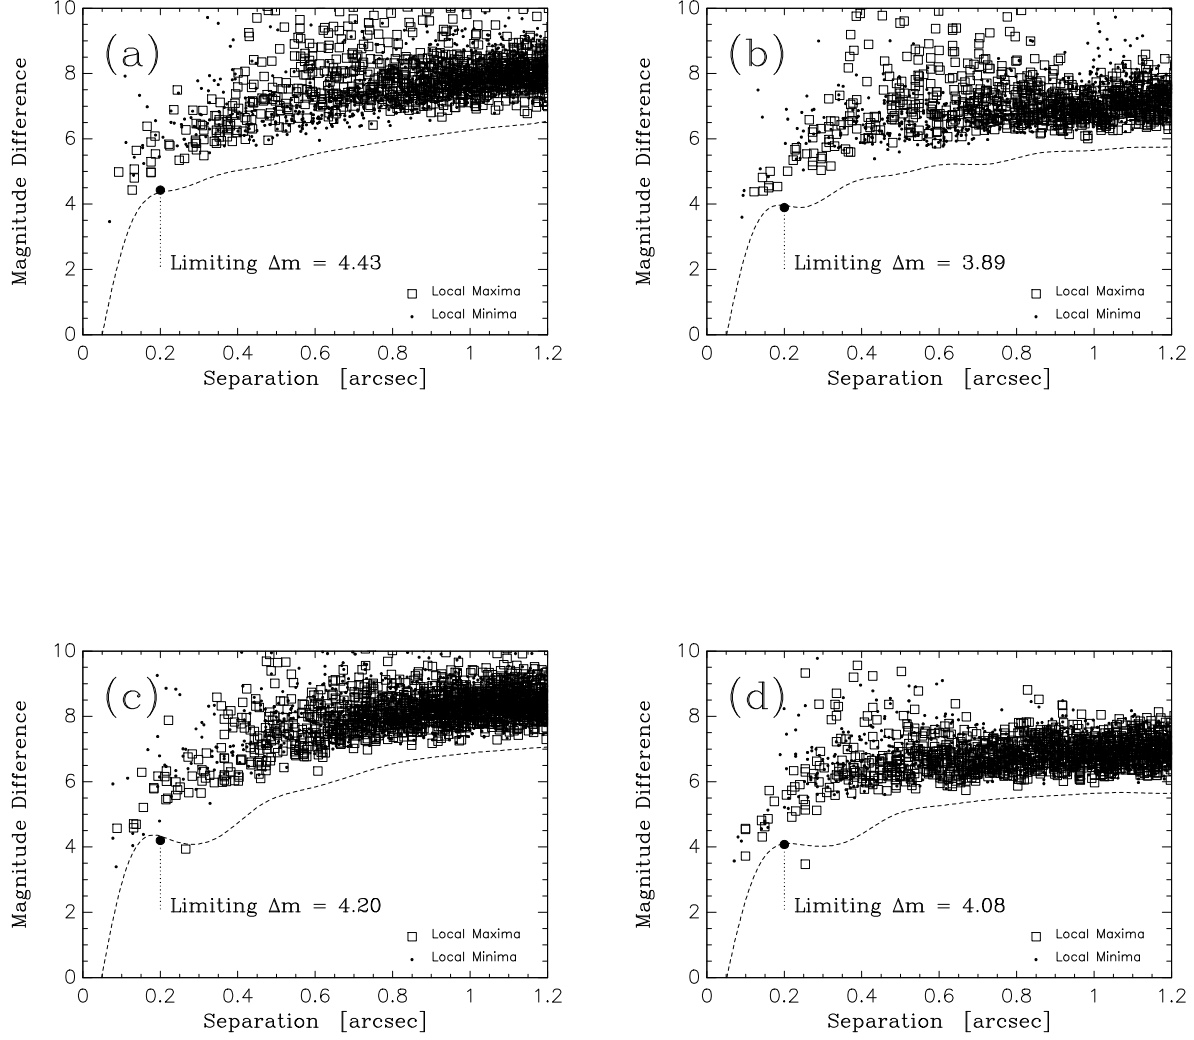 10
8
6
4
2
0
Magnitude Difference
(a)
Limiting Δm = 4.43
Local Maxima
Local Minima
0 0.2 0.4 0.6 0.8 1 1.2
Separation [arcsec]
10
8
6
4
2
0
Magnitude Difference
(b)
Limiting Δm = 3.89
Local Maxima
Local Minima
0 0.2 0.4 0.6 0.8 1 1.2
Separation [arcsec]
10
8
6
4
2
0
Magnitude Difference
(c)
Limiting Δm = 4.20
Local Maxima
Local Minima
0 0.2 0.4 0.6 0.8 1 1.2
Separation [arcsec]
10
8
6
4
2
0
Magnitude Difference
(d)
Limiting Δm = 4.08
Local Maxima
Local Minima
0 0.2 0.4 0.6 0.8 1 1.2
Separation [arcsec]